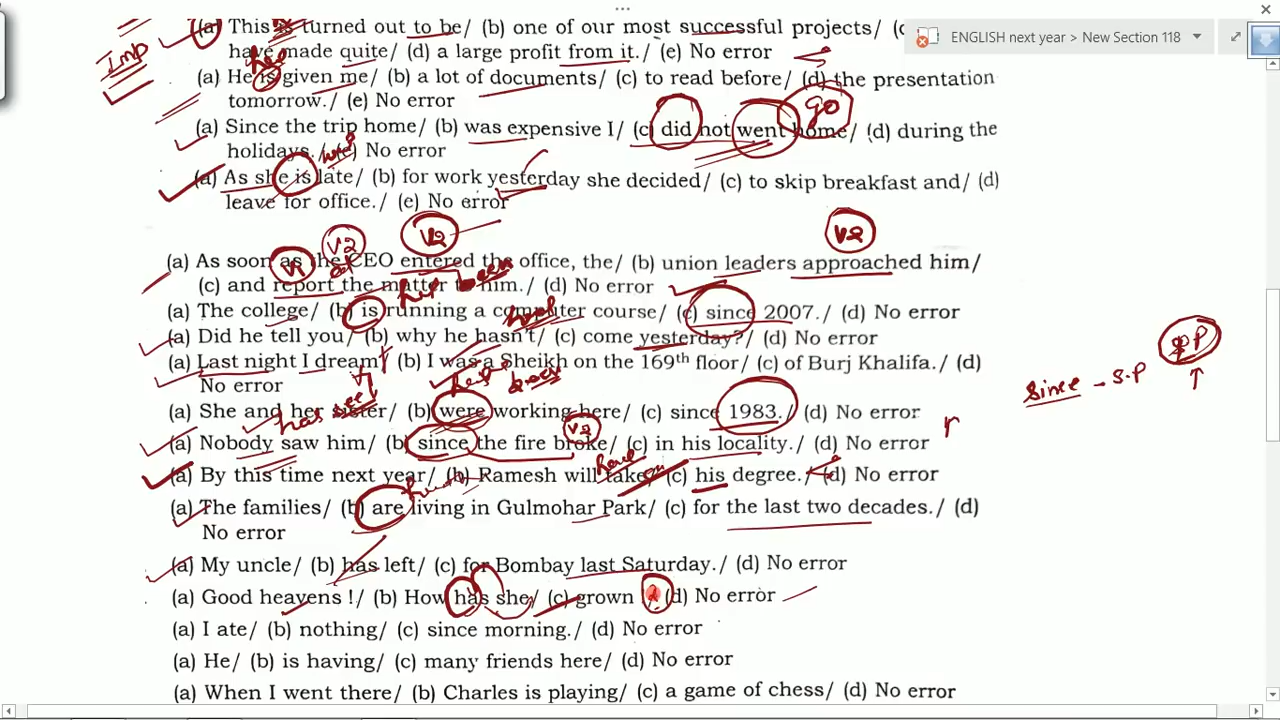 ENGLISH next year > New Section 118
(a) This is turned out to be/ (b) one of our most successful projects/ (c)
Imp
have made quite/ (d) a large profit from it./ (e) No error
has
(a) He is given me/ (b) a lot of documents/ (c) to read before/ (d) the presentation
go
tomorrow./ (e) No error
(a) Since the trip home/ (b) was expensive I/ (c) did not went home/ (d) during the
holidays. /(e) No error
(a) As she is late/ (b) for work yesterday she decided/ (c) to skip breakfast and/ (d)
leave for office./ (e) No error
V2 V2 V2
(a) As soon as the CEO entered the office, the/ (b) union leaders approached him/
V1
(c) and report the matter to him./ (d) No error
has been
(a) The college/ (b) is running a computer course/ (c) since 2007./ (d) No error
(a) Did he tell you/ (b) why he hasn't/ (c) come yesterday?/ (d) No error
(a) Last night I dream/ (b) I was a Sheikh on the 169th floor/ (c) of Burj Khalifa./ (d)
No error
since - S.P PP
(a) She and her sister/ (b) were working here/ (c) since 1983./ (d) No error
has V2
(a) Nobody saw him/ (b) since the fire broke/ (c) in his locality./ (d) No error
(a) By this time next year/ (b) Ramesh will take/ (c) his degree./ (d) No error
have
(a) The families/ (b) are living in Gulmohar Park/ (c) for the last two decades./ (d)
No error
(a) My uncle/ (b) has left/ (c) for Bombay last Saturday./ (d) No error
(a) Good heavens !/ (b) How has she/ (c) grown (d) No error
(a) I ate/ (b) nothing/ (c) since morning./ (d) No error
(a) He/ (b) is having/ (c) many friends here/ (d) No error
(a) When I went there/ (b) Charles is playing/ (c) a game of chess/ (d) No error